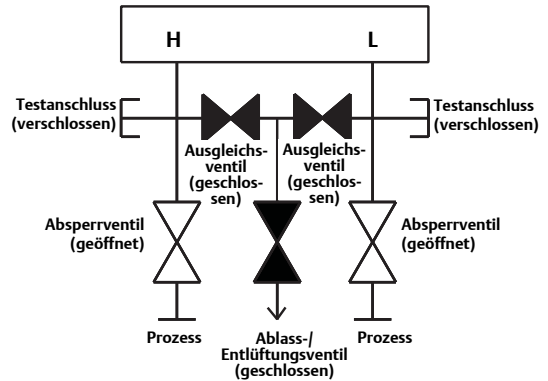 H
L
Testanschluss
(verschlossen)
Testanschluss
(verschlossen)
Ausgleichs-
ventil
(geschlos-
sen)
Ausgleichs-
ventil
(geschlos-
sen)
Absperrventil
(geöffnet)
Absperrventil
(geöffnet)
Prozess
Ablass-/
Entlüftungsventil
(geschlossen)
Prozess